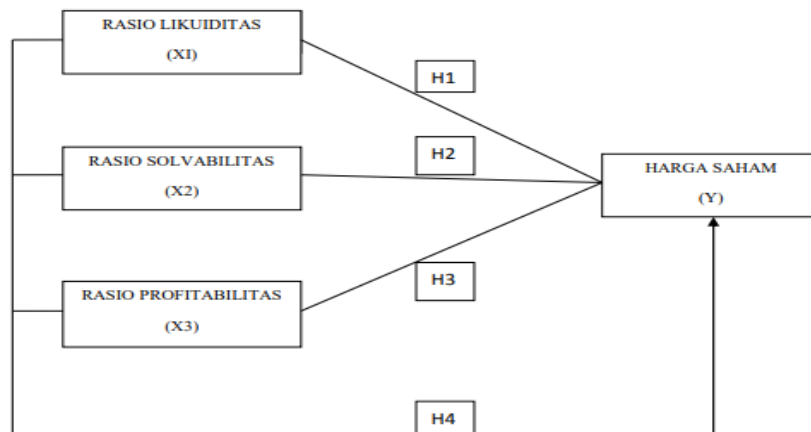 RASIO LIKUIDITAS
(XI)
H1
RASIO SOLVABILITAS
(X2)
H2
HARGA SAHAM
(Y)
RASIO PROFITABILITAS
(X3)
H3
H4